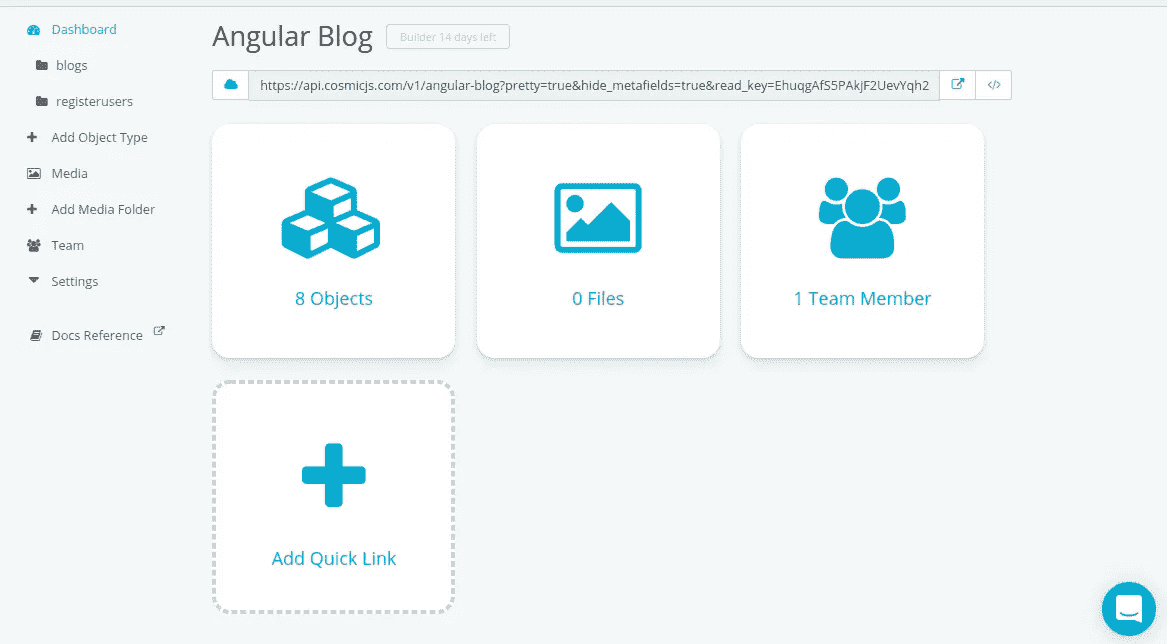 Dashboard
blogs
registerusers
Add Object Type
Media
Add Media Folder
Team
Settings
Docs Reference
Angular Blog
Builder 14 days left
https://api.cosmicjs.com/v1/angular-blog?pretty=true&hide_metafields=true&read_key=EhuqgAfS5PAkJF2UevYqh2
8 Objects
0 Files
1 Team Member
Add Quick Link